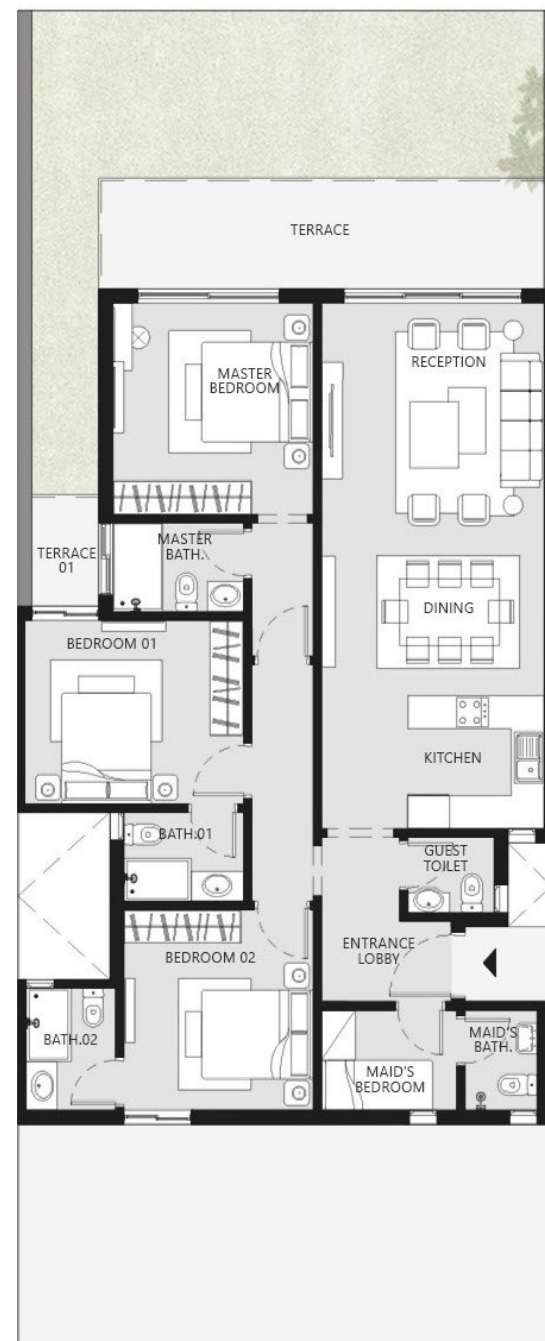 TERRACE
RECEPTION
MASTER
BEDROOM
MASTER
BATH.
TERRACE
01
DINING
BEDROOM 01
KITCHEN
BATH.01
GUEST
TOILET
ENTRANCE
LOBBY
BEDROOM 02
BATH.02
MAID'S
BEDROOM
MAID'S
BATH.